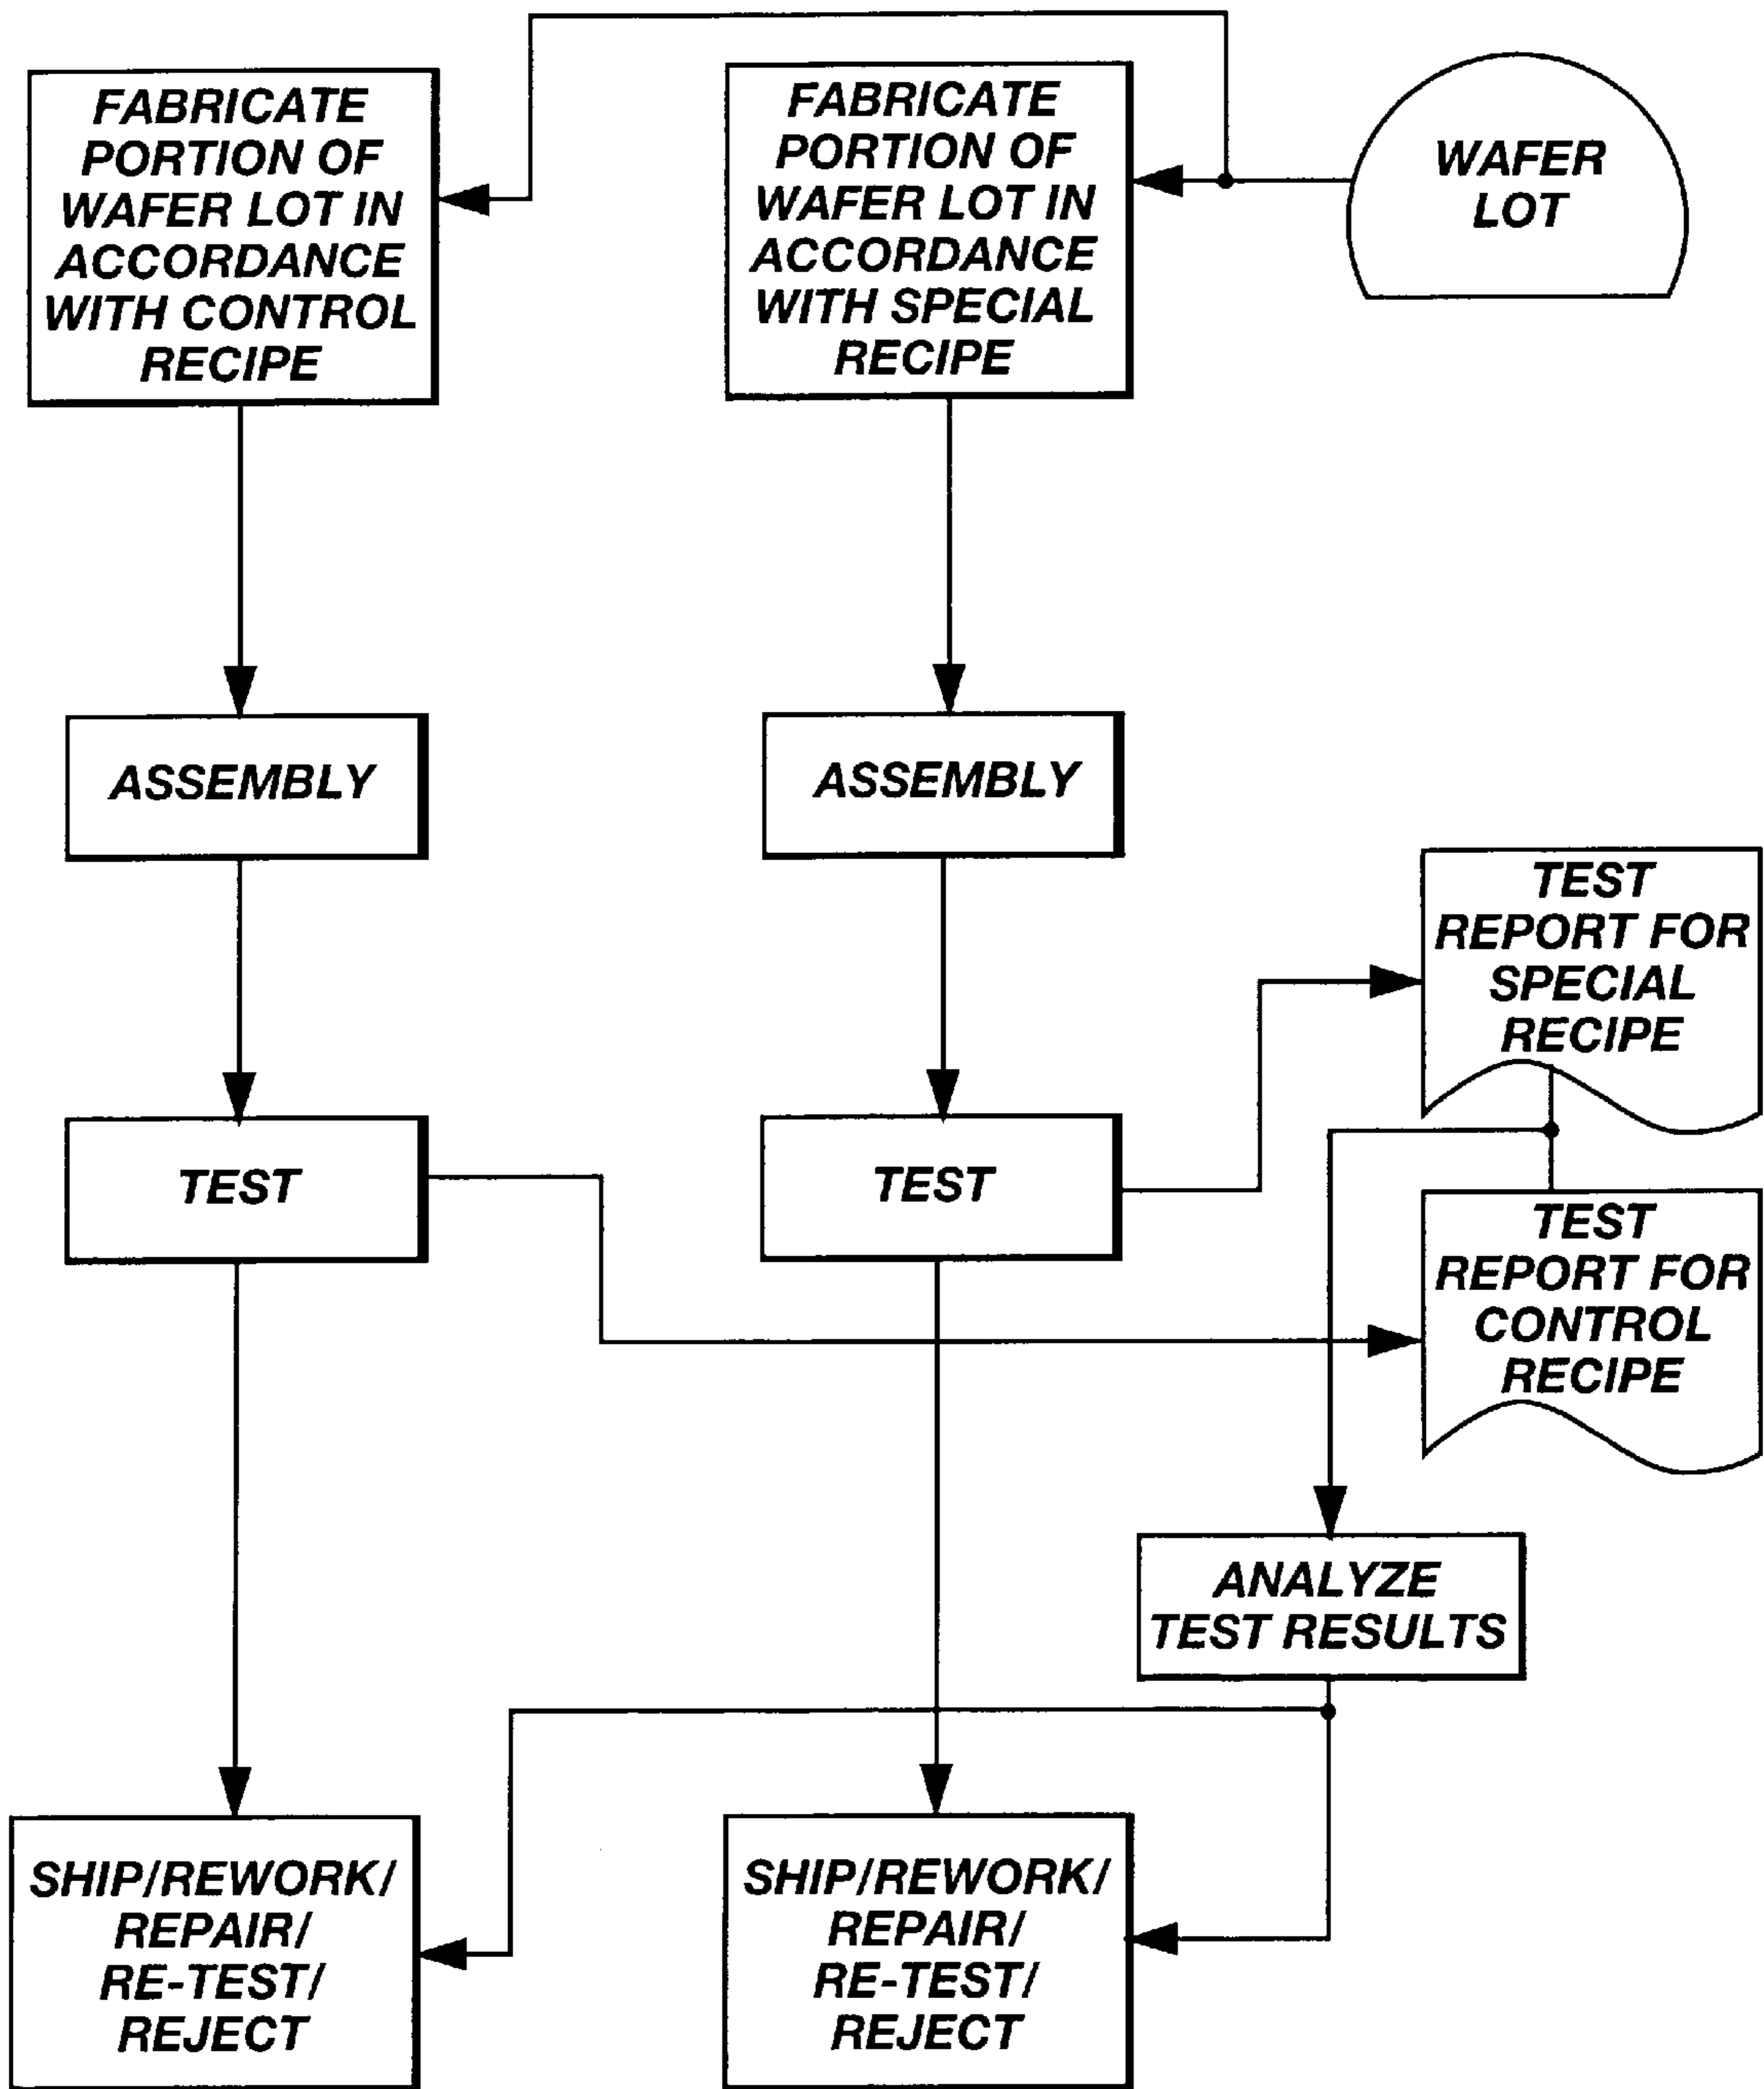 FABRICATE
PORTION OF
WAFER LOT IN
ACCORDANCE
WITH CONTROL
RECIPE
FABRICATE
PORTION OF
WAFER LOT IN
ACCORDANCE
WITH SPECIAL
RECIPE
WAFER
LOT
ASSEMBLY
ASSEMBLY
TEST
REPORT FOR
SPECIAL
RECIPE
TEST
TEST
TEST
REPORT FOR
CONTROL
RECIPE
ANALYZE
TEST RESULTS
SHIP/REWORK/
REPAIR/
RE-TEST/
REJECT
SHIP/REWORK/
REPAIR/
RE-TEST/
REJECT